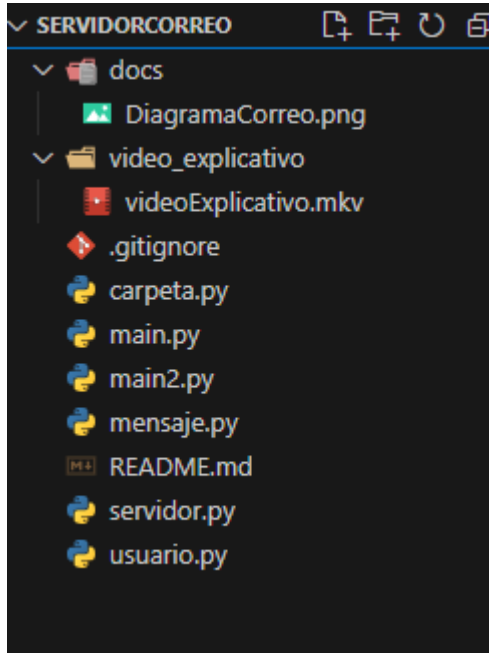 SERVIDORCORREO
docs
DiagramaCorreo.png
video_explicativo
videoExplicativo.mkv
.gitignore
carpeta.py
main.py
main2.py
mensaje.py
M↓ README.md
servidor.py
usuario.py